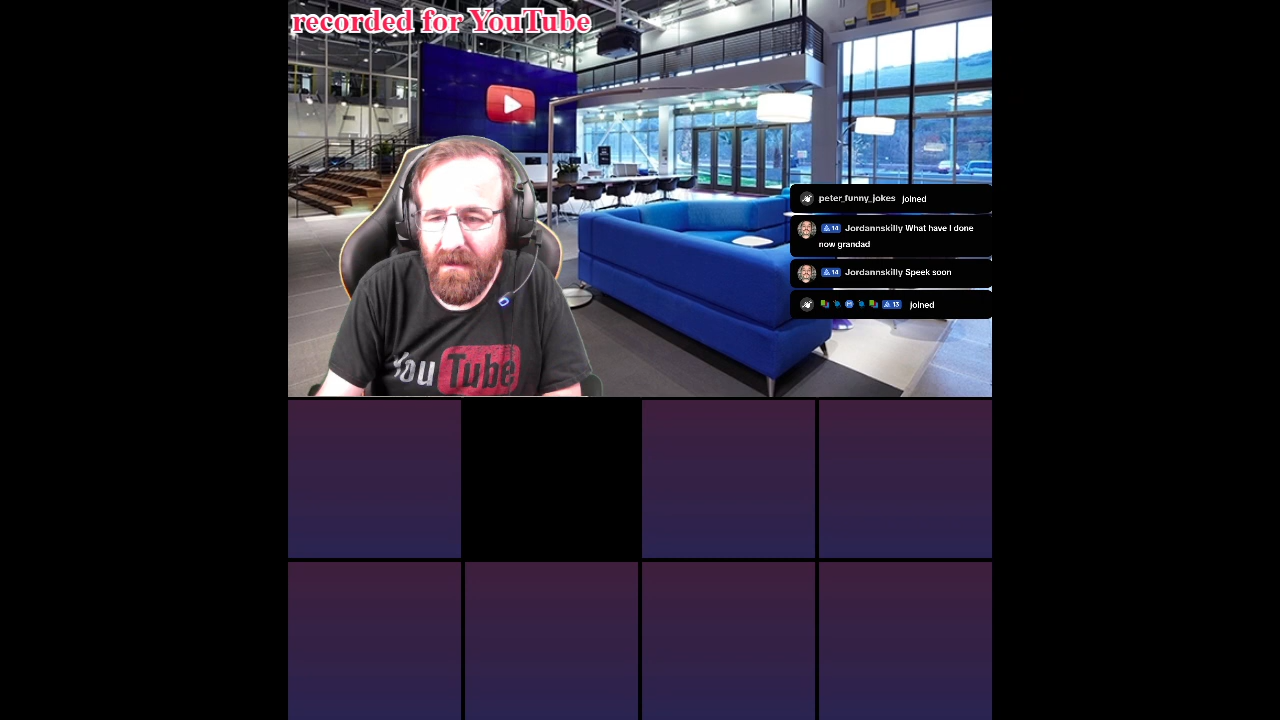 recorded for YouTube
peter_funny_jokes joined
14 Jordannskilly What have I done
now grandad
14 Jordannskilly Speek soon
13 joined
YouTube